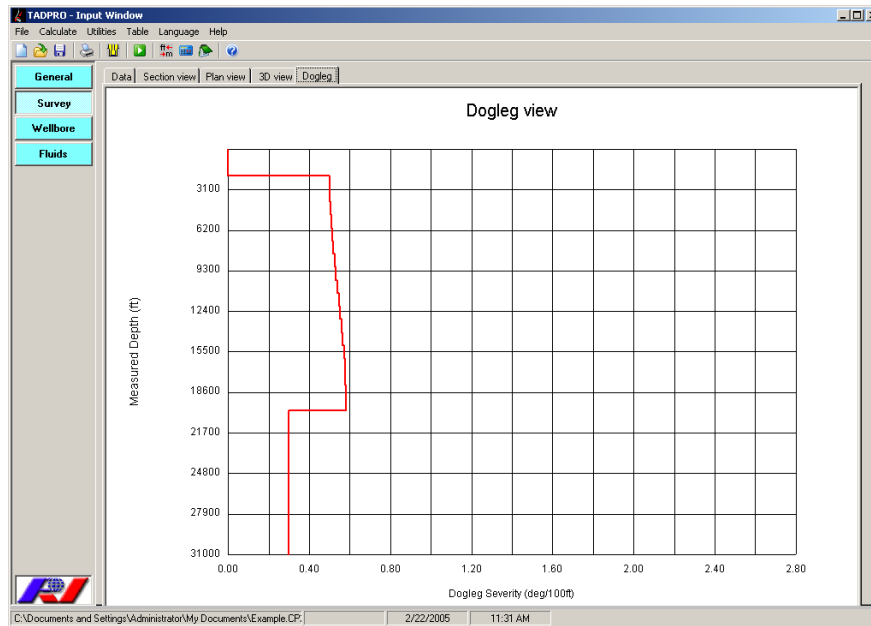 TADPRO - Input Window
File Calculate Utilities Table Language Help
General
Survey
Wellbore
Fluids
Data Section view Plan view 3D view Dogleg
Dogleg view
Measured Depth (ft)
3100
6200
9300
12400
15500
18600
21700
24800
27900
31000
0.00 0.40 0.80 1.20 1.60 2.00 2.40 2.80
Dogleg Severity (deg/100ft)
C:\Documents and Settings\Administrator\My Documents\Example.CP. 2/22/2005 11:31 AM